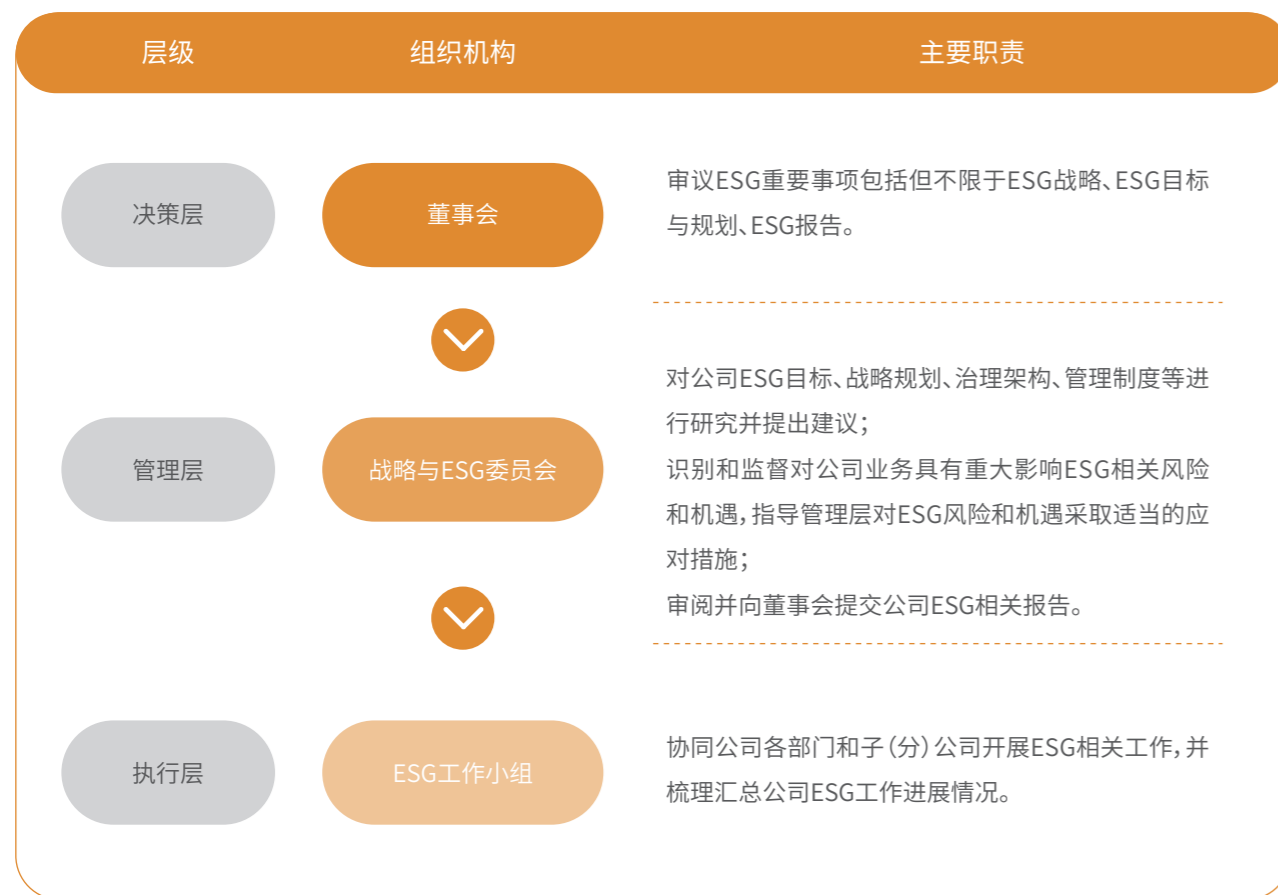 层级 组织机构 主要职责
决策层
董事会
审议ESG重要事项包括但不限于ESG战略、ESG目标
与规划、ESG报告。
管理层
战略与ESG委员会
对公司ESG目标、战略规划、治理架构、管理制度等进
行研究并提出建议；
识别和监督对公司业务具有重大影响ESG相关风险
和机遇，指导管理层对ESG风险和机遇采取适当的应
对措施；
审阅并向董事会提交公司ESG相关报告。
执行层
ESG工作小组
协同公司各部门和子（分）公司开展ESG相关工作，并
梳理汇总公司ESG工作进展情况。